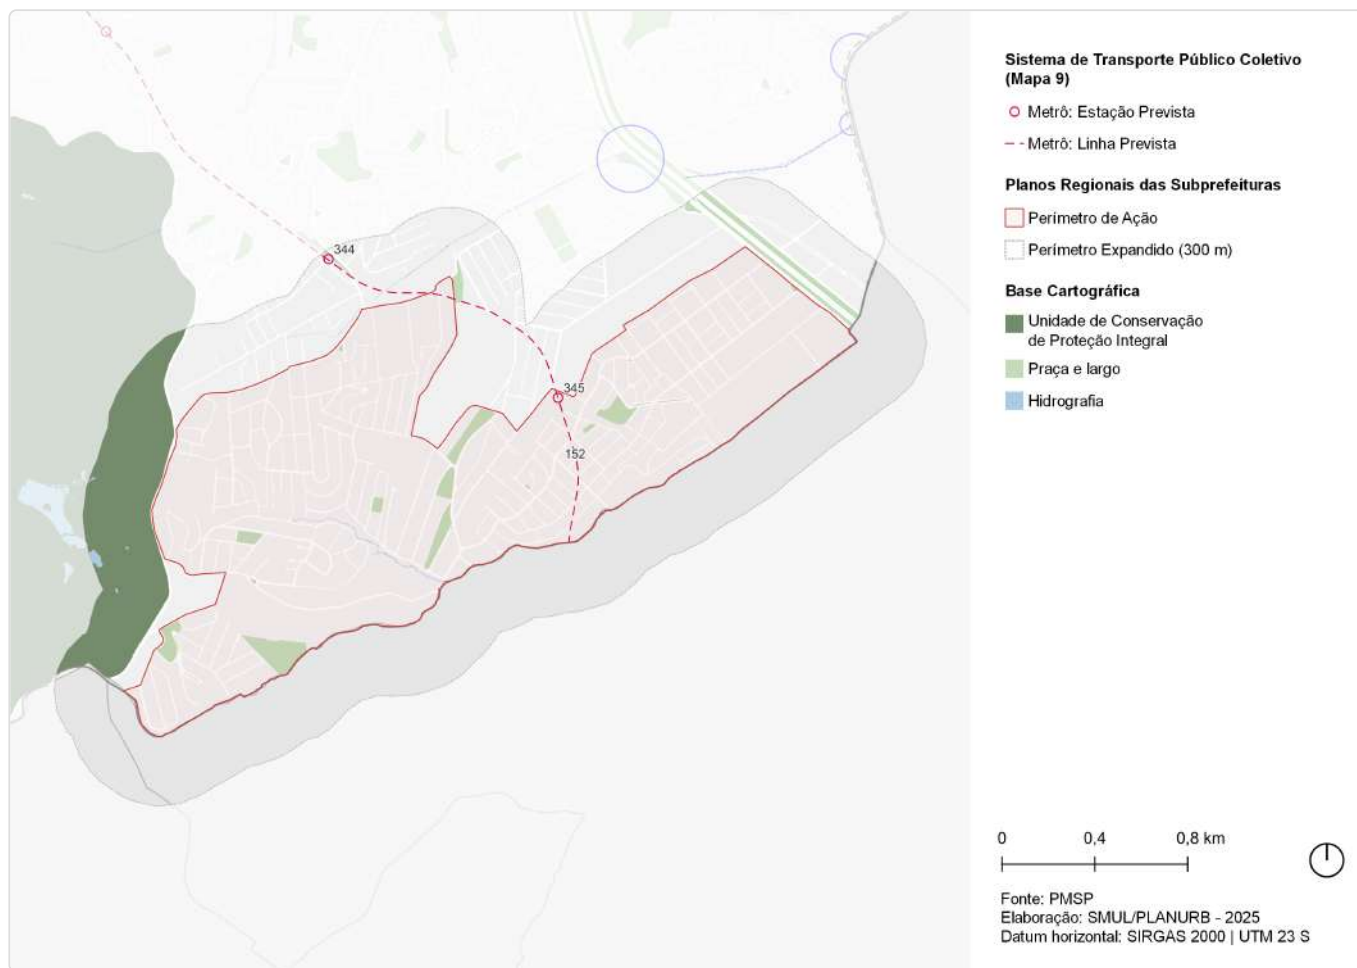 344
345
152
Sistema de Transporte Público Coletivo
(Mapa 9)
Metrô: Estação Prevista
Metrô: Linha Prevista
Planos Regionais das Subprefeituras
Perímetro de Ação
Perímetro Expandido (300 m)
Base Cartográfica
Unidade de Conservação
de Proteção Integral
Praça e largo
Hidrografia
0 0,4 0,8 km
Fonte: PMSP
Elaboração: SMUL/PLANURB - 2025
Datum horizontal: SIRGAS 2000 | UTM 23 S